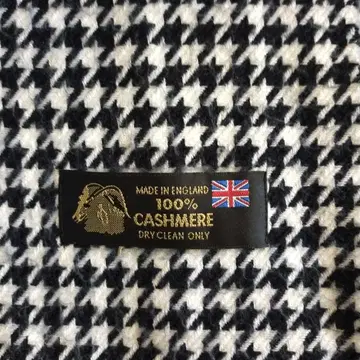 MADE IN ENGLAND
100%
CASHMERE
DRY CLEAN ONLY